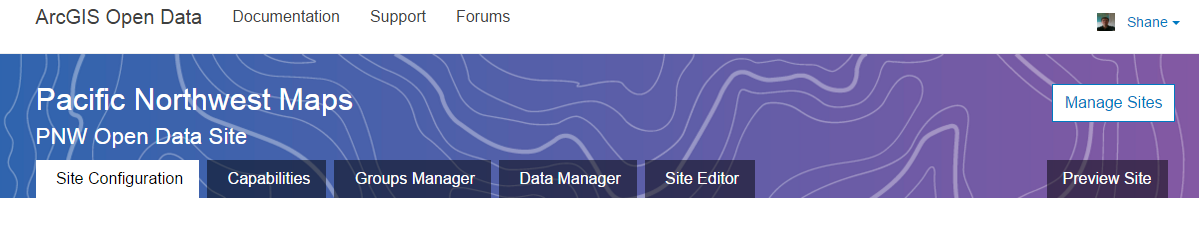 ArcGIS Open Data Documentation Support Forums Shane
Pacific Northwest Maps Manage Sites
PNW Open Data Site
Site Configuration Capabilities Groups Manager Data Manager Site Editor Preview Site